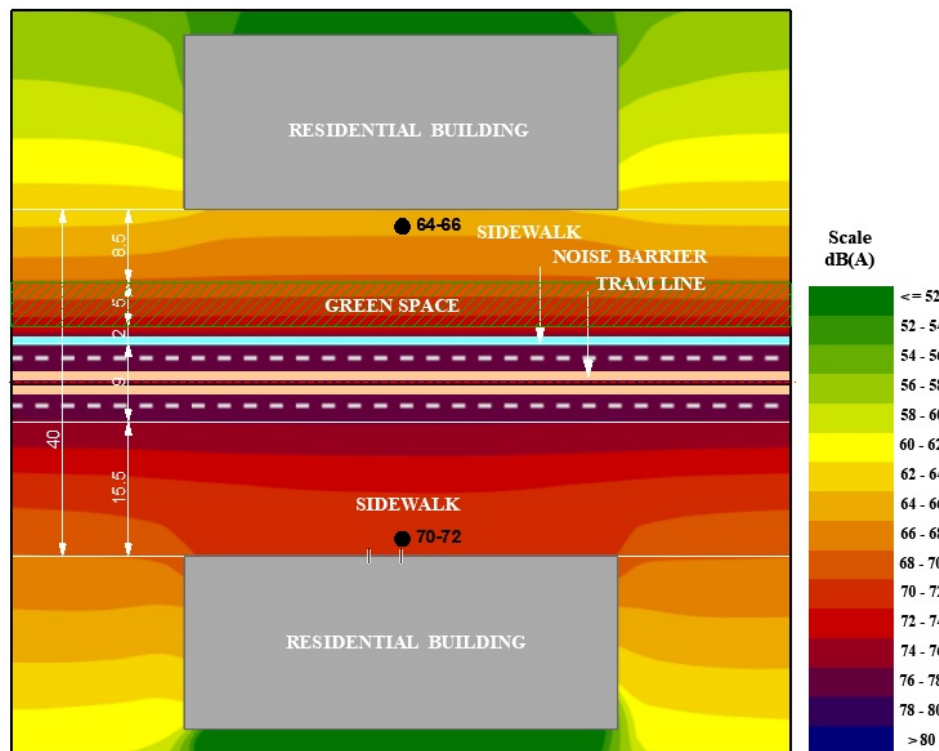 RESIDENTIAL BUILDING
64-66
SIDEWALK
NOISE BARRIER
TRAM LINE
GREEN SPACE
8.5
5
2
9
40
15.5
SIDEWALK
70-72
RESIDENTIAL BUILDING
Scale
dB(A)
<= 52
52 - 54
54 - 56
56 - 58
58 - 60
60 - 62
62 - 64
64 - 66
66 - 68
68 - 70
70 - 72
72 - 74
74 - 76
76 - 78
78 - 80
>80